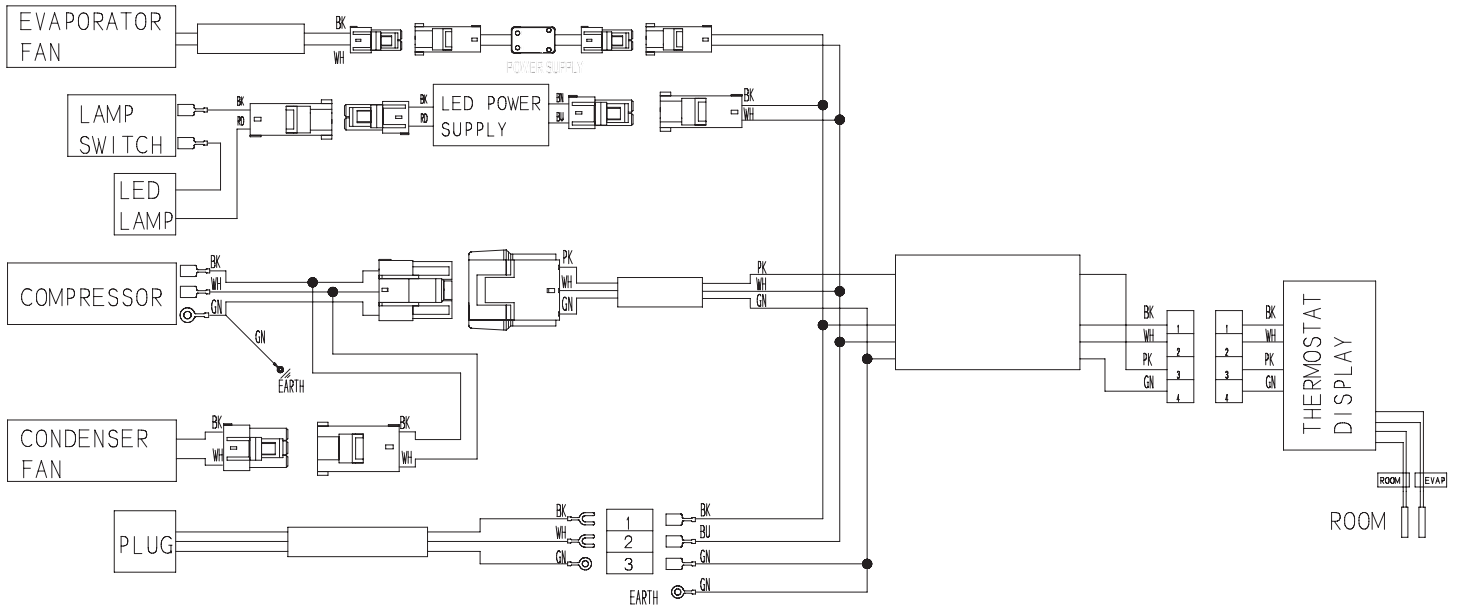 EVAPORATOR
FAN
BK
WH
POWER SUPPLY
LAMP
SWITCH
BK
RD
BK
RD
LED POWER
SUPPLY
BN
BU
BK
WH
LED
LAMP
COMPRESSOR
BK
WH
GN
GN
EARTH
PK
WH
GN
PK
WH
GN
BK
WH
PK
GN
1
2
3
4
1
2
3
4
BK
WH
PK
GN
THERMOSTAT
DISPLAY
CONDENSER
FAN
BK
WH
BK
WH
ROOM
EVAP
ROOM
PLUG
BK
WH
GN
1
2
3
BK
BU
GN
EARTH
GN